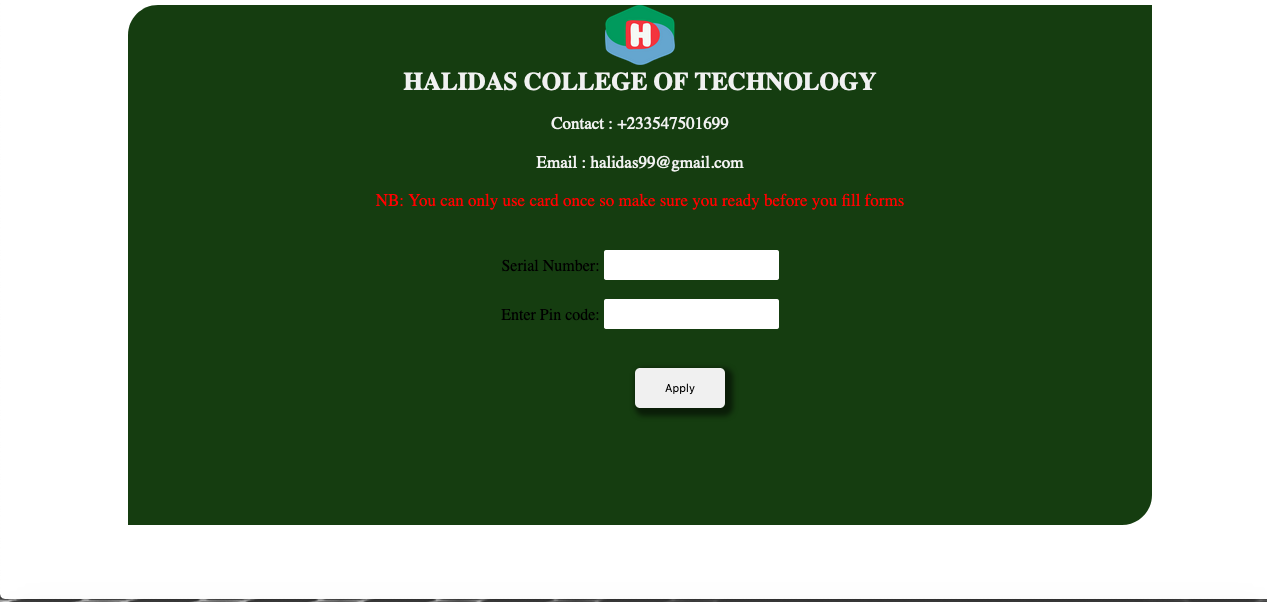 H
HALIDAS COLLEGE OF TECHNOLOGY
Contact : +233547501699
Email : halidas99@gmail.com
NB: You can only use card once so make sure you ready before you fill forms
Serial Number:
Enter Pin code:
Apply